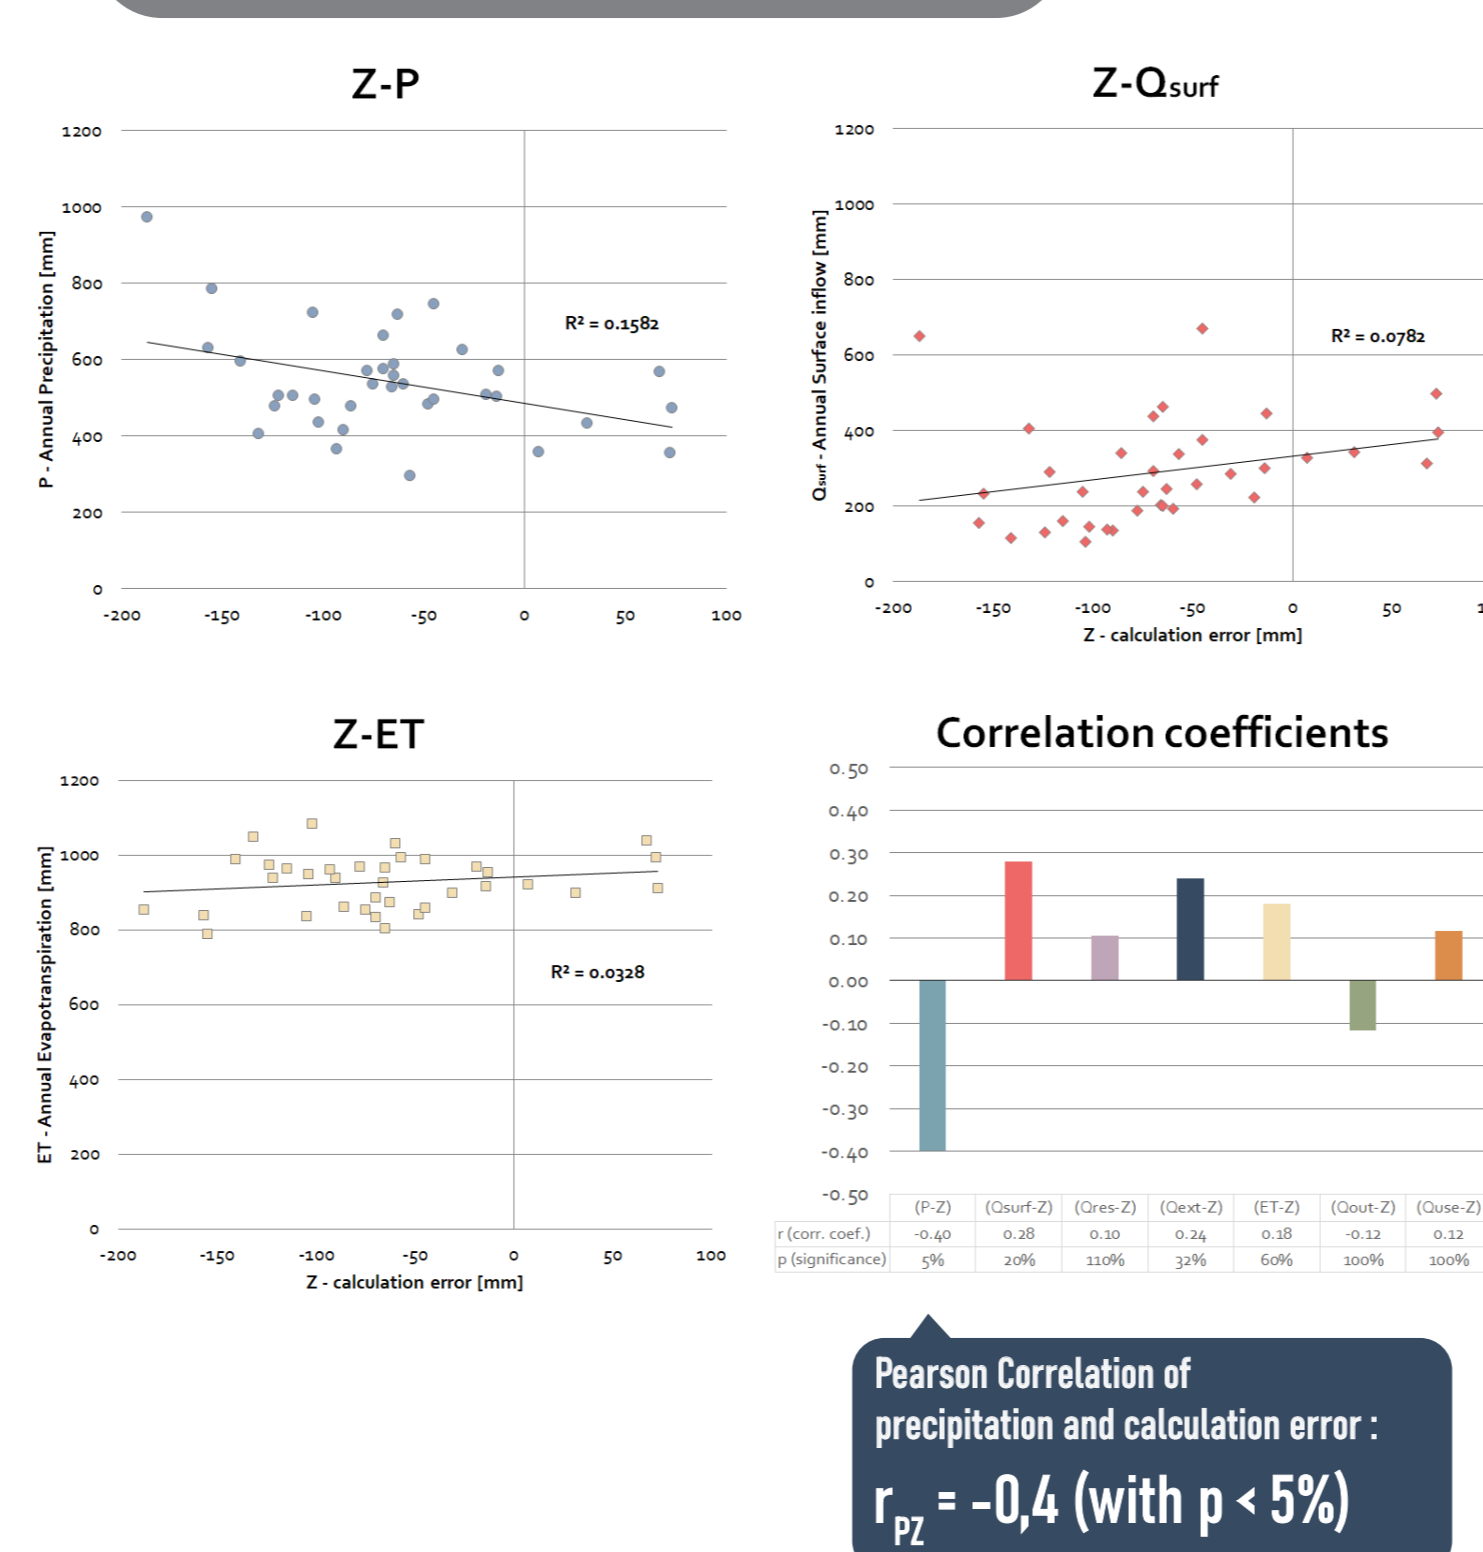 Z-P
1200
1000
800
600
400
200
0
P - Annual Precipitation [mm]
R² = 0.1582
-200 -150 -100 -50 0 50 100
Z-Qsurf
1200
1000
800
600
400
200
0
Qsurf - Annual Surface inflow [mm]
R² = 0.0782
-200 -150 -100 -50 0 50
Z - calculation error [mm]
Z-ET
1200
1000
800
600
400
200
0
ET - Annual Evapotranspiration [mm]
R² = 0.0328
-200 -150 -100 -50 0 50 100
Z - calculation error [mm]
Correlation coefficients
0.50
0.40
0.30
0.20
0.10
0.00
-0.10
-0.20
-0.30
-0.40
-0.50
(P-Z) (Qsurf-Z) (Qres-Z) (Qext-Z) (ET-Z) (Qout-Z) (Quse-Z)
r (corr. coef.) -0.40 0.28 0.10 0.24 0.18 -0.12 0.12
p (significance) 5% 20% 110% 32% 60% 100% 100%
Pearson Correlation of
precipitation and calculation error :
rPZ = -0,4 (with p < 5%)